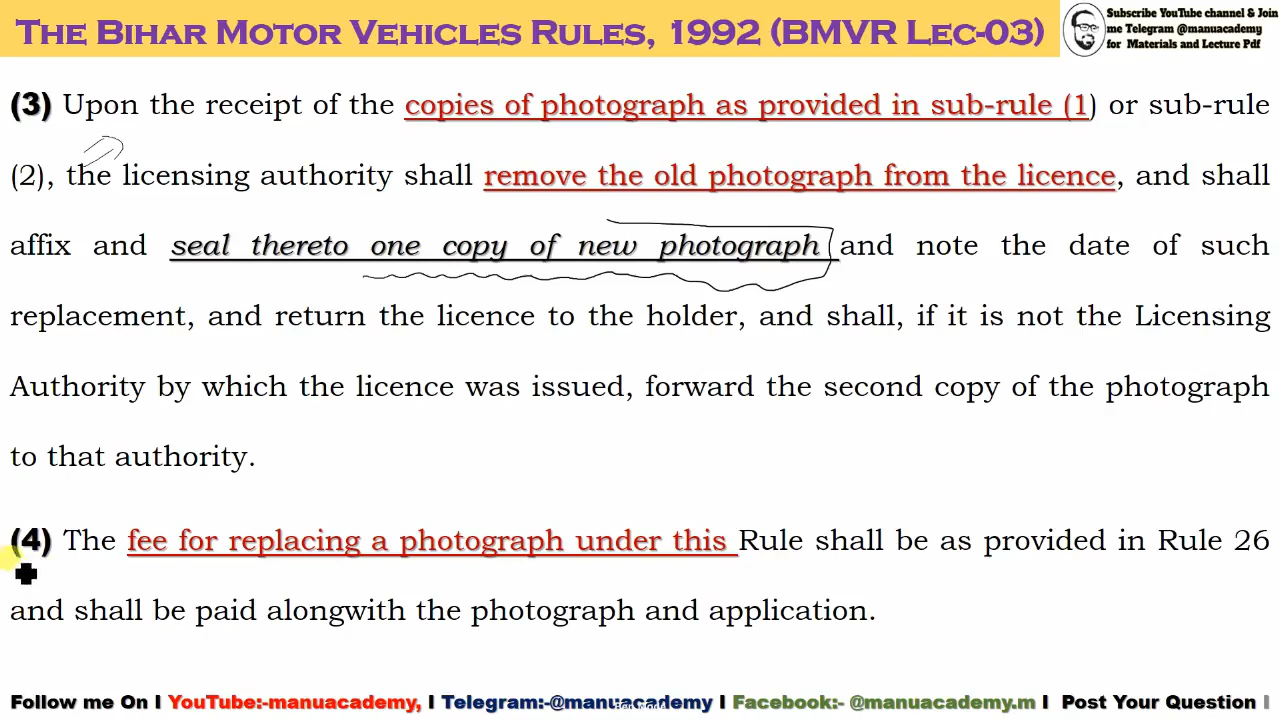 THE BIHAR MOTOR VEHICLES RULES, 1992 (BMVR LEC-03)
Subscribe YouTube channel & Join
me Telegram @manuacademy
for Materials and Lecture Pdf
(3) Upon the receipt of the copies of photograph as provided in sub-rule (1) or sub-rule
(2), the licensing authority shall remove the old photograph from the licence, and shall
affix and seal thereto one copy of new photograph and note the date of such
replacement, and return the licence to the holder, and shall, if it is not the Licensing
Authority by which the licence was issued, forward the second copy of the photograph
to that authority.
(4) The fee for replacing a photograph under this Rule shall be as provided in Rule 26
and shall be paid alongwith the photograph and application.
Follow me On I YouTube:-manuacademy, I Telegram:-@manuacademy I Facebook:- @manuacademy.m I Post Your Question I